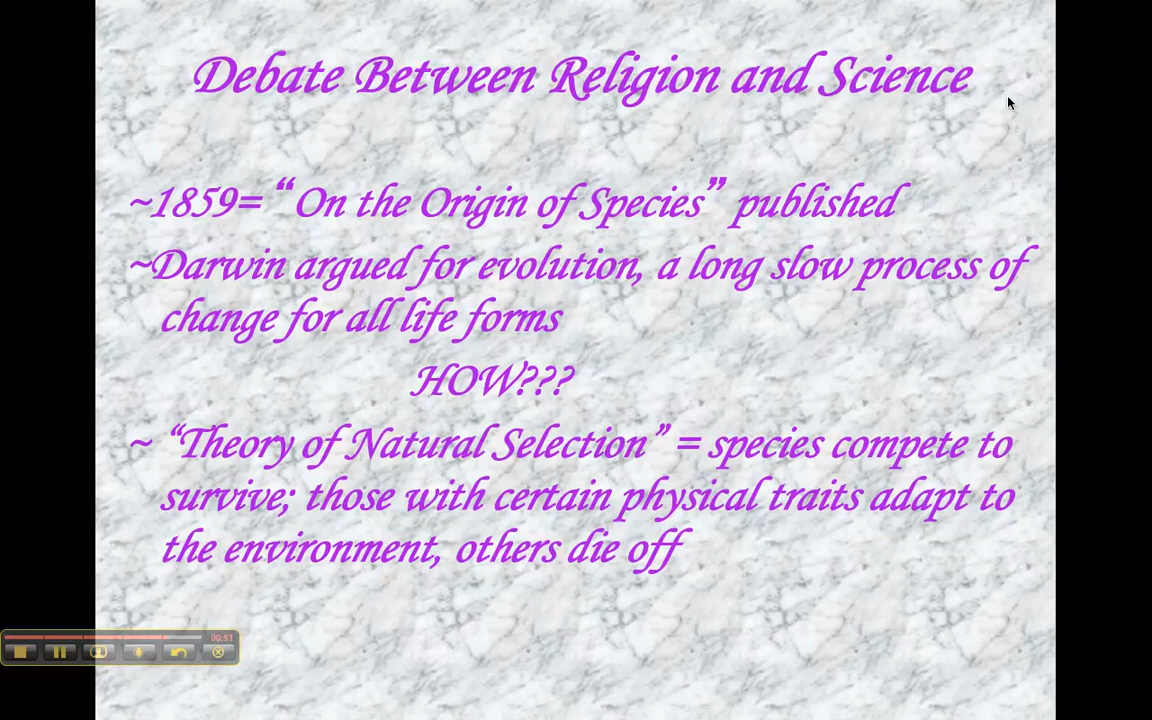 Debate Between Religion and Science
~1859= “On the Origin of Species” published
~Darwin argued for evolution, a long slow process of
change for all life forms
HOW???
~ “Theory of Natural Selection” = species compete to
survive; those with certain physical traits adapt to
the environment, others die off
00:51